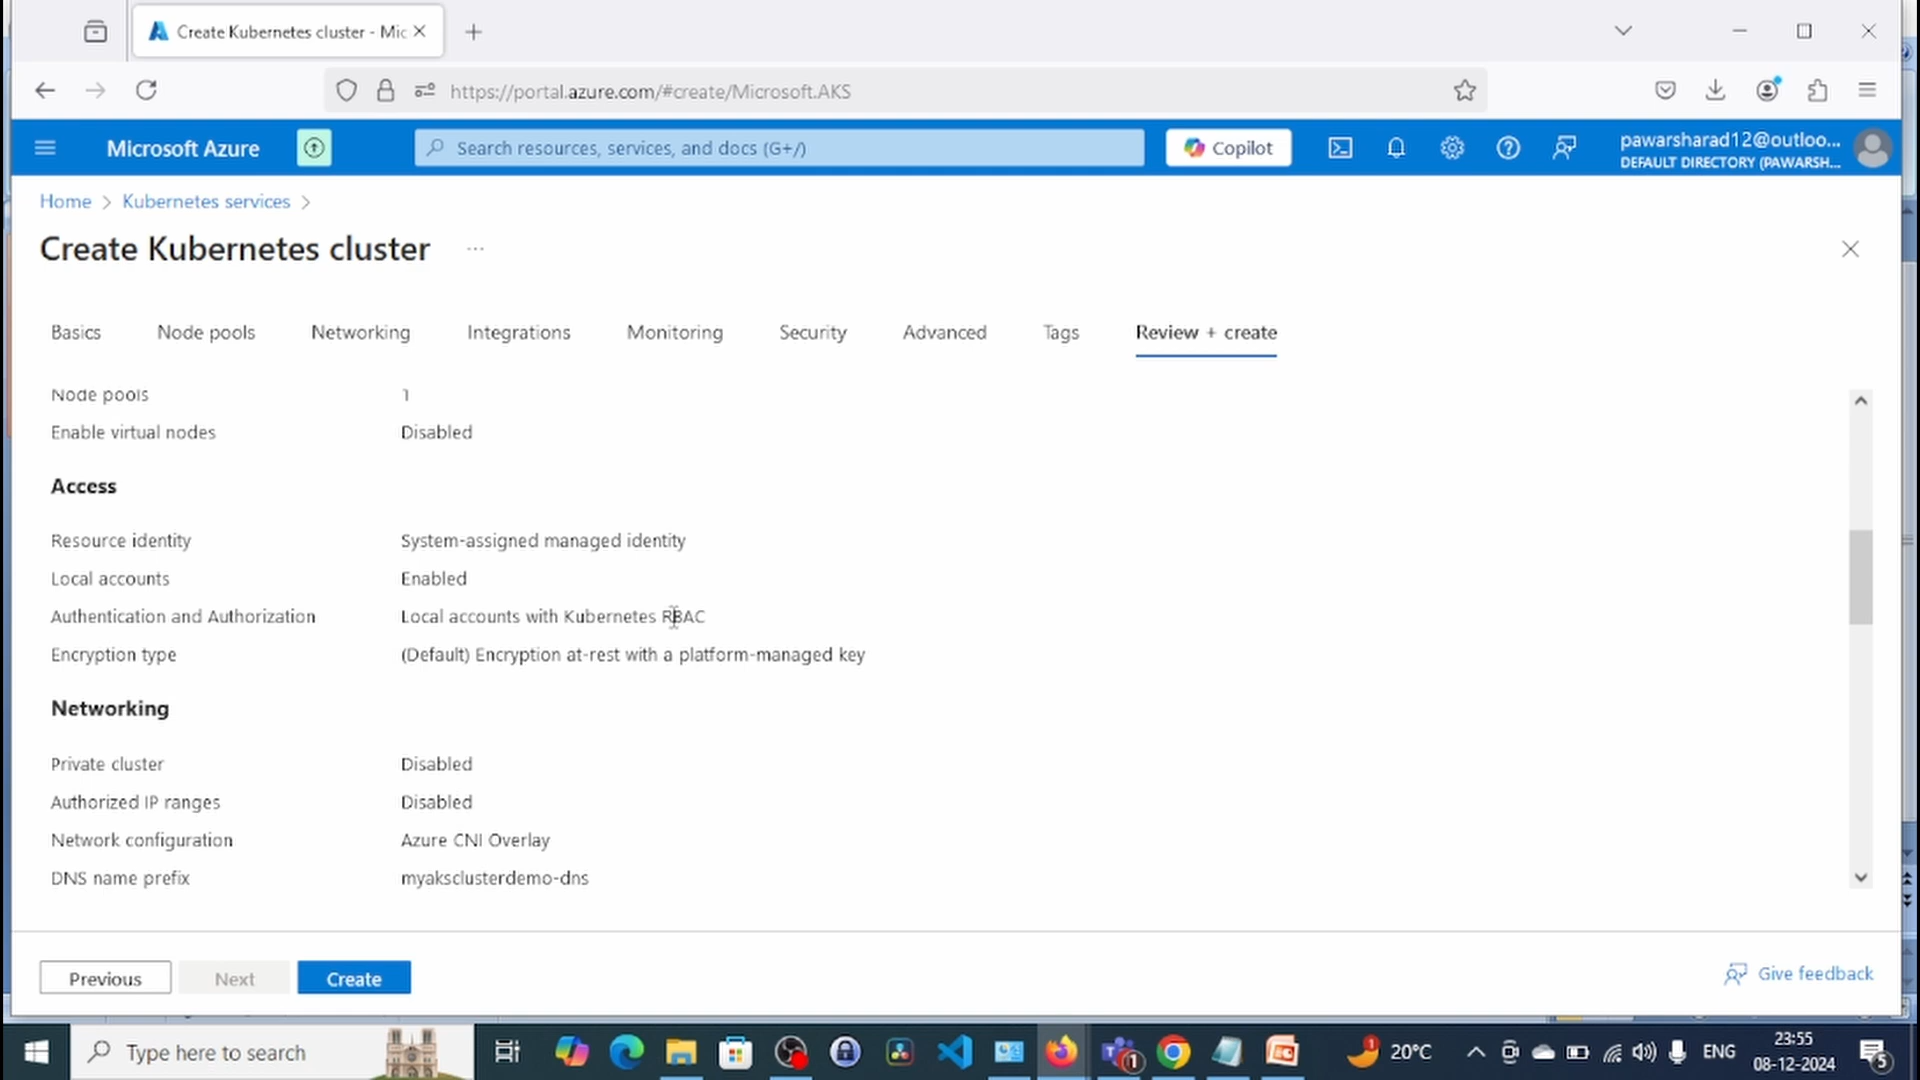 Create Kubernetes cluster - Mic
https://portal.azure.com/#create/Microsoft.AKS
Microsoft Azure
Search resources, services, and docs (G+/)
Copilot
pawarsharad12@outloo...
DEFAULT DIRECTORY (PAWARSH...
Home > Kubernetes services >
Create Kubernetes cluster ...
Basics Node pools Networking Integrations Monitoring Security Advanced Tags Review + create
Node pools 1
Enable virtual nodes Disabled
Access
Resource identity System-assigned managed identity
Local accounts Enabled
Authentication and Authorization Local accounts with Kubernetes RBAC
Encryption type (Default) Encryption at-rest with a platform-managed key
Networking
Private cluster Disabled
Authorized IP ranges Disabled
Network configuration Azure CNI Overlay
DNS name prefix myaksclusterdemo-dns
Previous Next Create
Give feedback
Type here to search
1
1
20°C
ENG
23:55
08-12-2024
5